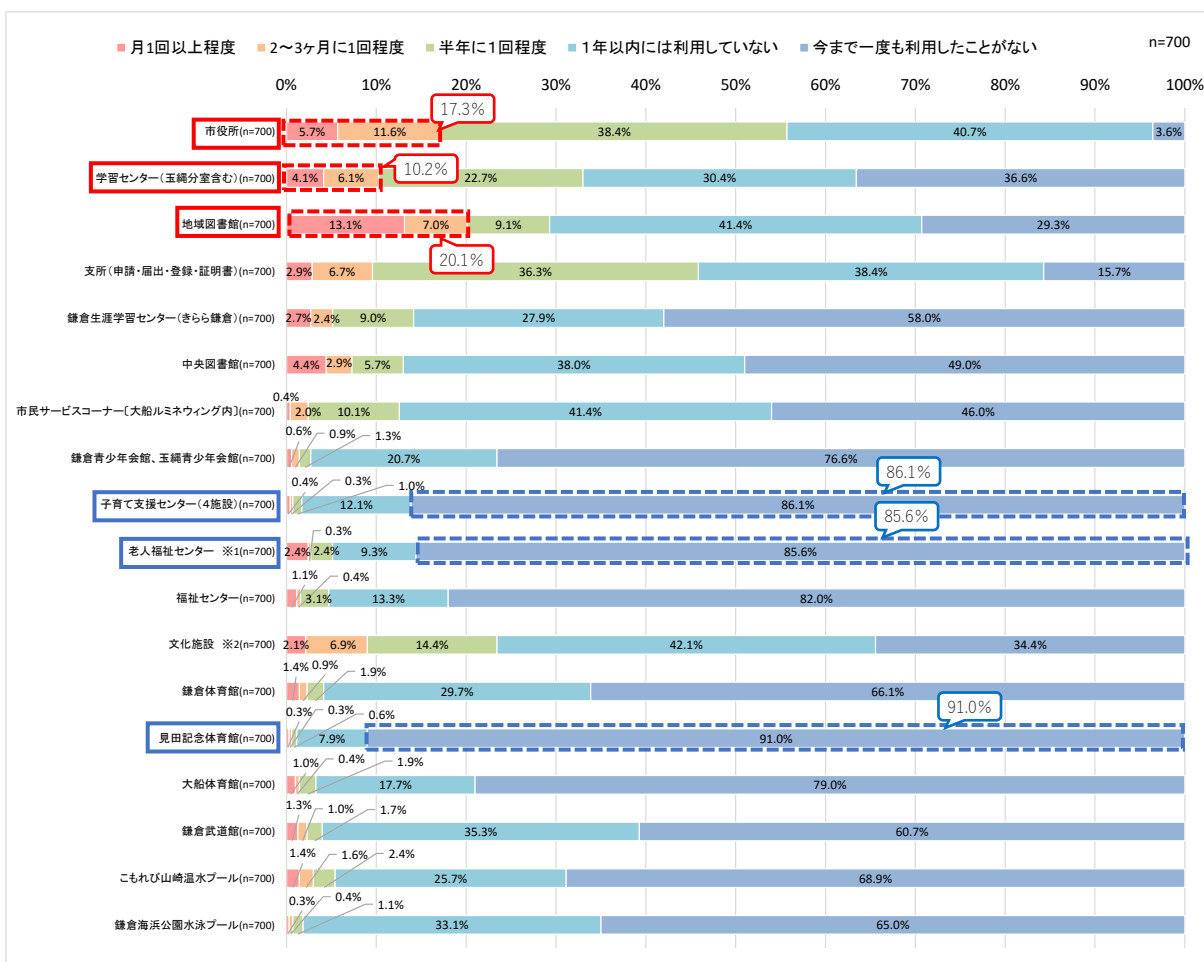 月1回以上程度 2～3ヶ月に1回程度 半年に1回程度 1年以内には利用していない 今まで一度も利用したことがない n=700
0% 10% 20% 30% 40% 50% 60% 70% 80% 90% 100%
17.3%
市役所(n=700) 5.7% 11.6% 38.4% 40.7% 3.6%
10.2%
学習センター(玉縄分室含む)(n=700) 4.1% 6.1% 22.7% 30.4% 36.6%
地域図書館(n=700) 13.1% 7.0% 9.1% 41.4% 29.3%
20.1%
支所(申請・届出・登録・証明書)(n=700) 2.9% 6.7% 36.3% 38.4% 15.7%
鎌倉生涯学習センター(きらら鎌倉)(n=700) 2.7% 2.4% 9.0% 27.9% 58.0%
中央図書館(n=700) 4.4% 2.9% 5.7% 38.0% 49.0%
0.4%
市民サービスコーナー〔大船ルミネウィング内〕(n=700) 2.0% 10.1% 41.4% 46.0%
0.6% 0.9% 1.3%
鎌倉青少年会館、玉縄青少年会館(n=700) 20.7% 76.6%
86.1%
0.4% 0.3% 1.0%
子育て支援センター(4施設)(n=700) 12.1% 86.1%
85.6%
0.3%
老人福祉センター ※1(n=700) 2.4% 2.4% 9.3% 85.6%
1.1% 0.4%
福祉センター(n=700) 3.1% 13.3% 82.0%
文化施設 ※2(n=700) 2.1% 6.9% 14.4% 42.1% 34.4%
1.4% 0.9% 1.9%
鎌倉体育館(n=700) 29.7% 66.1%
91.0%
0.3% 0.3% 0.6%
見田記念体育館(n=700) 7.9% 91.0%
1.0% 0.4% 1.9%
大船体育館(n=700) 17.7% 79.0%
1.3% 1.0% 1.7%
鎌倉武道館(n=700) 35.3% 60.7%
1.4% 1.6% 2.4%
こもれび山崎温水プール(n=700) 25.7% 68.9%
0.3% 0.4% 1.1%
鎌倉海浜公園水泳プール(n=700) 33.1% 65.0%